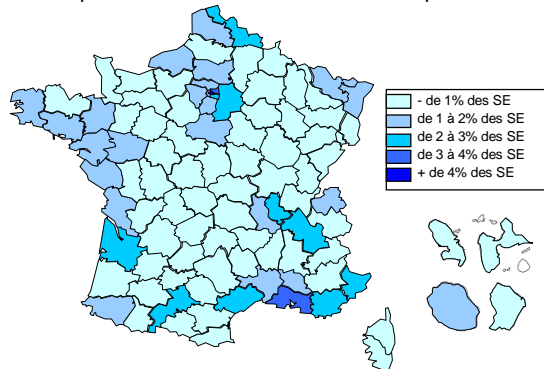 - de 1% des SE
de 1 à 2% des SE
de 2 à 3% des SE
de 3 à 4% des SE
+ de 4% des SE